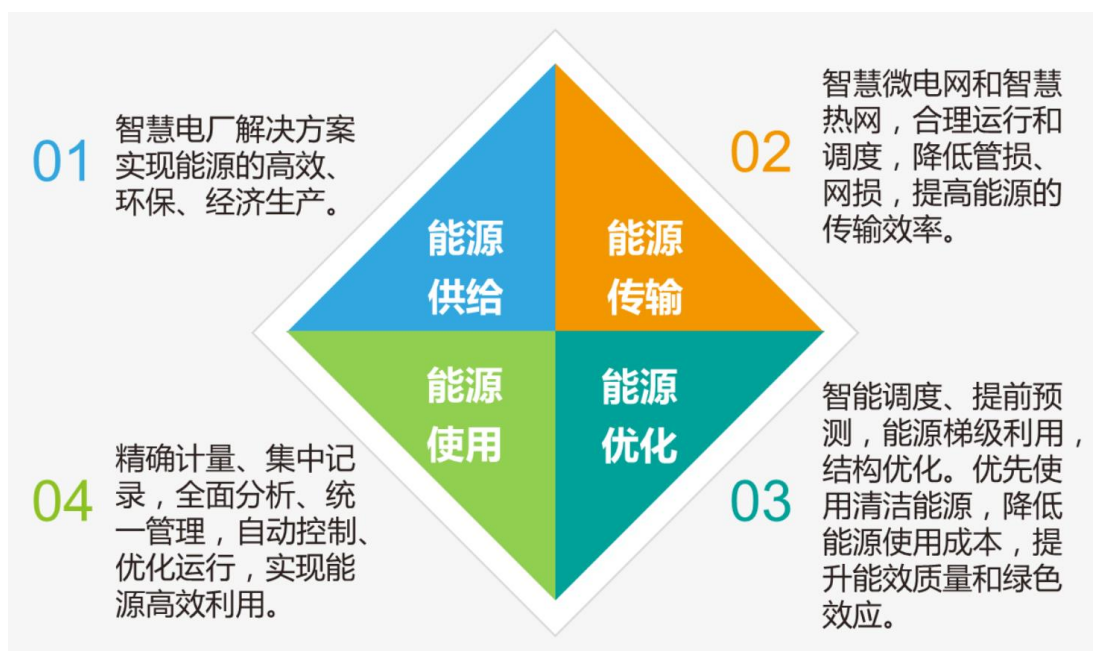 01
智慧电厂解决方案
实现能源的高效、
环保、经济生产。
能源
供给
能源
传输
02
智慧微电网和智慧
热网，合理运行和
调度，降低管损、
网损，提高能源的
传输效率。
能源
使用
能源
优化
03
智能调度、提前预
测，能源梯级利用，
结构优化。优先使
用清洁能源，降低
能源使用成本，提
升能效质量和绿色
效应。
04
精确计量、集中记
录，全面分析、统
一管理，自动控制、
优化运行，实现能
源高效利用。